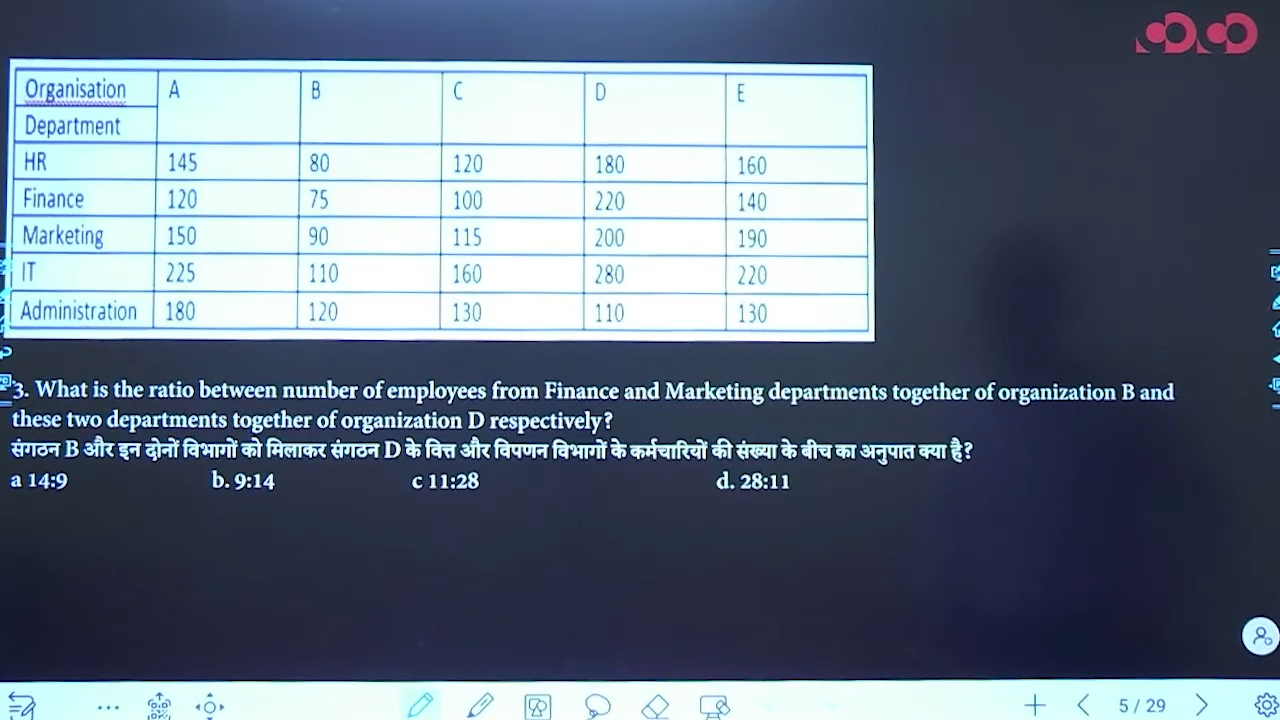 Organisation A B C D E
Department
HR 145 80 120 180 160
Finance 120 75 100 220 140
Marketing 150 90 115 200 190
IT 225 110 160 280 220
Administration 180 120 130 110 130
3. What is the ratio between number of employees from Finance and Marketing departments together of organization B and
these two departments together of organization D respectively?
संगठन B और इन दोनों विभागों को मिलाकर संगठन D के वित्त और विपणन विभागों के कर्मचारियों की संख्या के बीच का अनुपात क्या है?
a 14:9 b. 9:14 c 11:28 d. 28:11
5 / 29